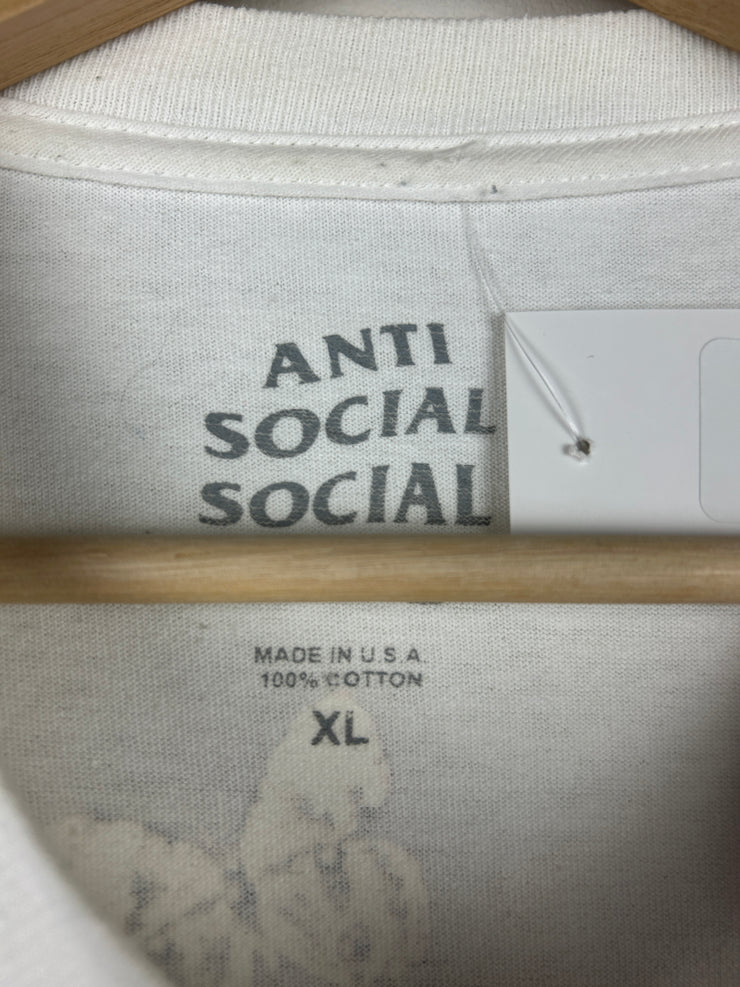 ANTI
SOCIAL
SOCIAL
MADE IN U.S.A.
100% COTTON
XL